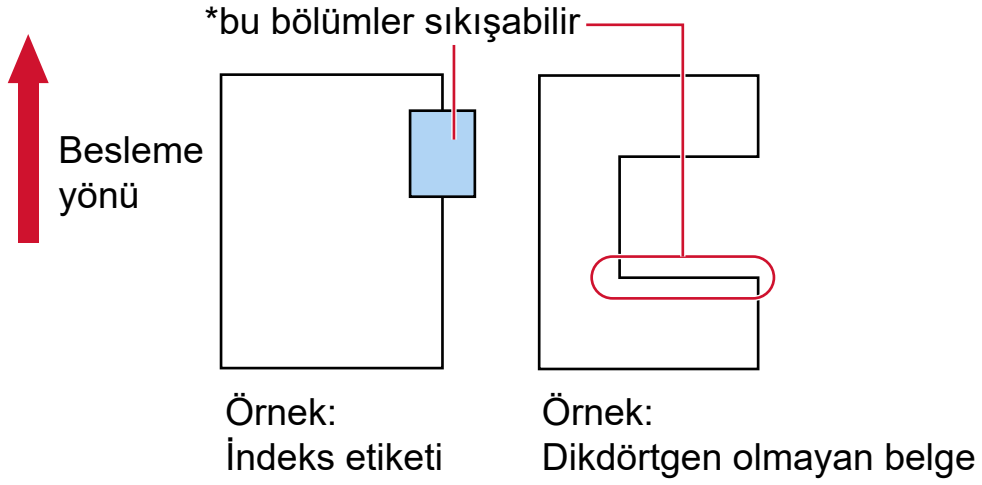 *bu bölümler sıkışabilir
Besleme
yönü
Örnek:
İndeks etiketi
Örnek:
Dikdörtgen olmayan belge